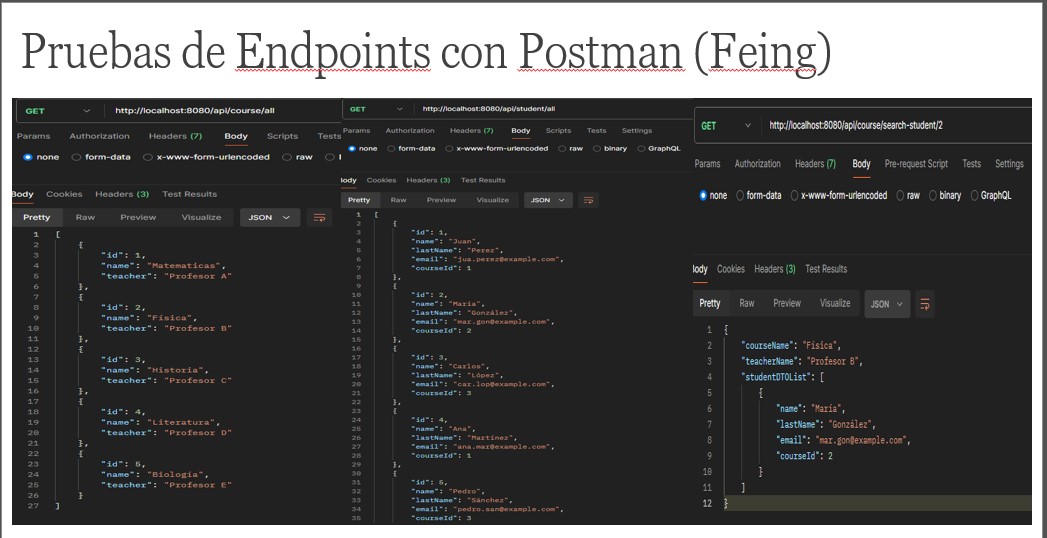 Pruebas de Endpoints con Postman (Feing)
GET http://localhost:8080/api/course/all
Params Authorization Headers (7) Body Scripts Tests
none form-data x-www-form-urlencoded raw
Body Cookies Headers (3) Test Results
Pretty Raw Preview Visualize JSON
1 [
2 {
3 "id": 1,
4 "name": "Matematicas",
5 "teacher": "Profesor A"
6 },
7 {
8 "id": 2,
9 "name": "Física",
10 "teacher": "Profesor B"
11 },
12 {
13 "id": 3,
14 "name": "Historia",
15 "teacher": "Profesor C"
16 },
17 {
18 "id": 4,
19 "name": "Literatura",
20 "teacher": "Profesor D"
21 },
22 {
23 "id": 5,
24 "name": "Biología",
25 "teacher": "Profesor E"
26 }
27 ]
GET http://localhost:8080/api/student/all
Params Authorization Headers (7) Body Scripts Tests Settings
none form-data x-www-form-urlencoded raw binary GraphQL
lody Cookies Headers (3) Test Results
Pretty Raw Preview Visualize JSON
1 [
2 {
3 "id": 1,
4 "name": "Juan",
5 "lastName": "Perez",
6 "email": "jua.perez@example.com",
7 "courseId": 1
8 },
9 {
10 "id": 2,
11 "name": "María",
12 "lastName": "González",
13 "email": "mar.gon@example.com",
14 "courseId": 2
15 },
16 {
17 "id": 3,
18 "name": "Carlos",
19 "lastName": "López",
20 "email": "car.lop@example.com",
21 "courseId": 3
22 },
23 {
24 "id": 4,
25 "name": "Ana",
26 "lastName": "Martínez",
27 "email": "ana.mar@example.com",
28 "courseId": 1
29 },
30 {
31 "id": 5,
32 "name": "Pedro",
33 "lastName": "Sánchez",
34 "email": "pedro.san@example.com",
35 "courseId": 3
GET http://localhost:8080/api/course/search-student/2
Params Authorization Headers (7) Body Pre-request Script Tests Settings
none form-data x-www-form-urlencoded raw binary GraphQL
lody Cookies Headers (3) Test Results
Pretty Raw Preview Visualize JSON
1 {
2 "courseName": "Física",
3 "teacherName": "Profesor B",
4 "studentDTOList": [
5 {
6 "name": "María",
7 "lastName": "González",
8 "email": "mar.gon@example.com",
9 "courseId": 2
10 }
11 ]
12 }